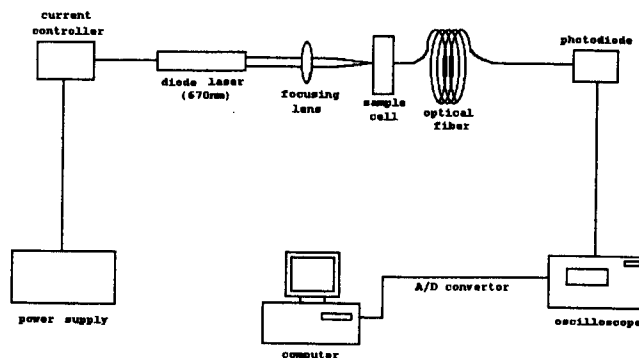 current
controller
diode laser
(670nm)
focusing
lens
sample
cell
optical
fiber
photodiode
power supply
computer
A/D convertor
oscilloscope